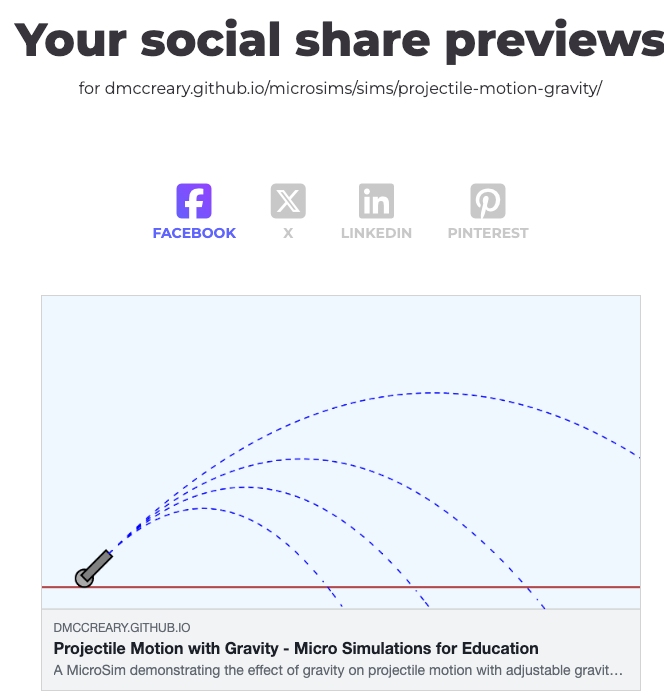 Your social share previews
for dmccreary.github.io/microsims/sims/projectile-motion-gravity/
FACEBOOK
X
LINKEDIN
PINTEREST
DMCCREARY.GITHUB.IO
Projectile Motion with Gravity - Micro Simulations for Education
A MicroSim demonstrating the effect of gravity on projectile motion with adjustable gravit...